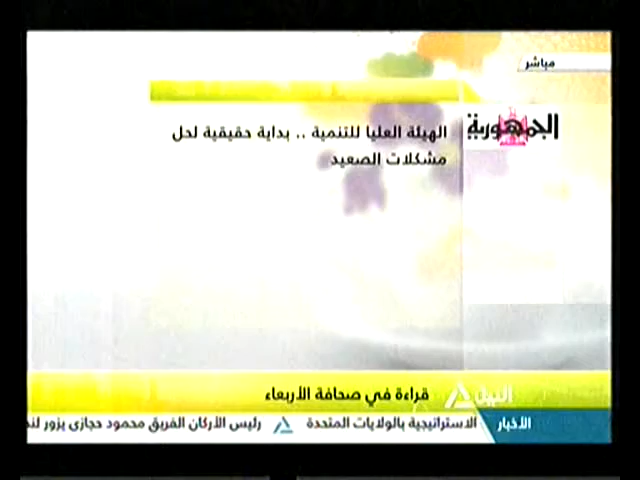 مباشر
الجمهورية
الهيئة العليا للتنمية .. بداية حقيقية لحل
مشكلات الصعيد
النيل
قراءة في صحافة الأربعاء
الأخبار
الاستراتيجية بالولايات المتحدة
رئيس الأركان الفريق محمود حجازى يزور